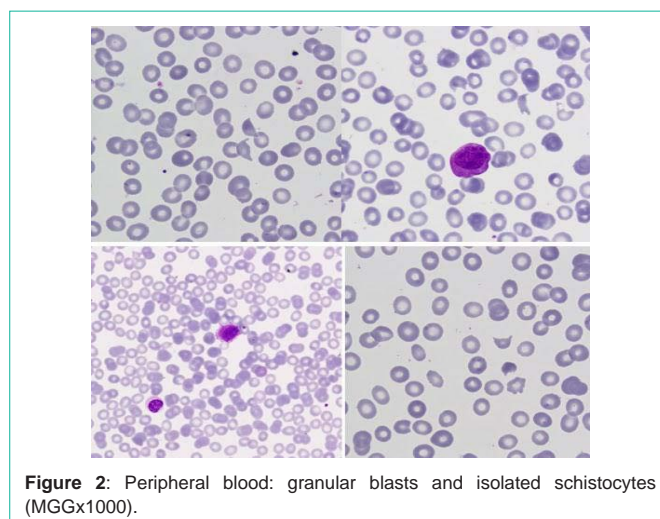 Figure 2: Peripheral blood: granular blasts and isolated schistocytes
(MGGx1000).